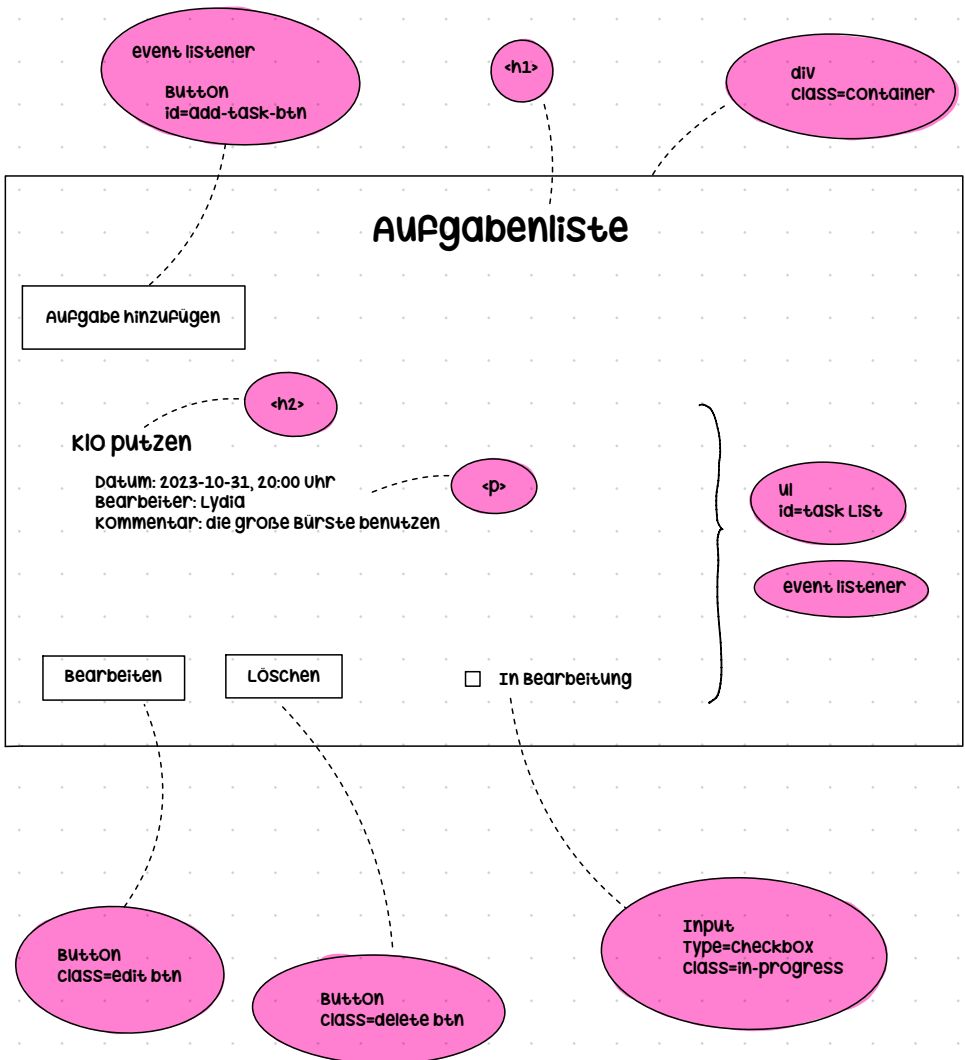 event listener
Button
id=add-task-btn
<h1>
div
class=container
Aufgabenliste
Aufgabe hinzufügen
<h2>
Klo putzen
Datum: 2023-10-31, 20:00 Uhr
Bearbeiter: Lydia
Kommentar: die große Bürste benutzen
<p>
ul
id=task List
event listener
Bearbeiten
Löschen
In Bearbeitung
Button
class=edit btn
Button
class=delete btn
Input
Type=checkbox
class=in-progress